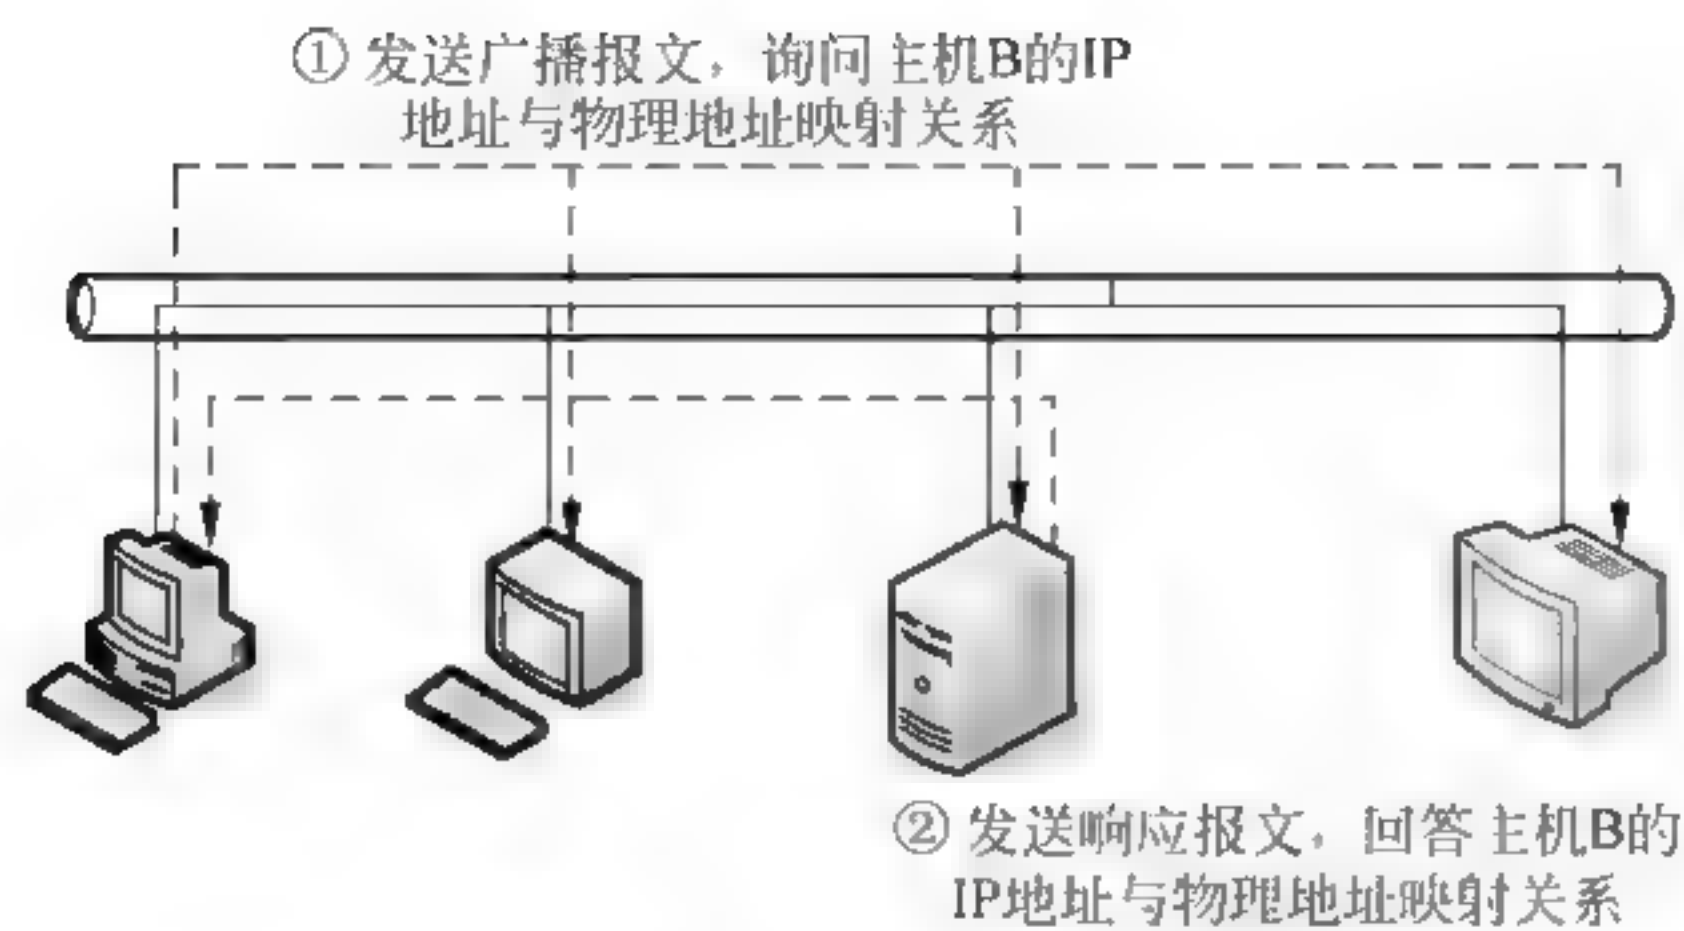 ① 发送广播报文，询问主机B的IP
地址与物理地址映射关系
② 发送响应报文，回答主机B的
IP地址与物理地址映射关系